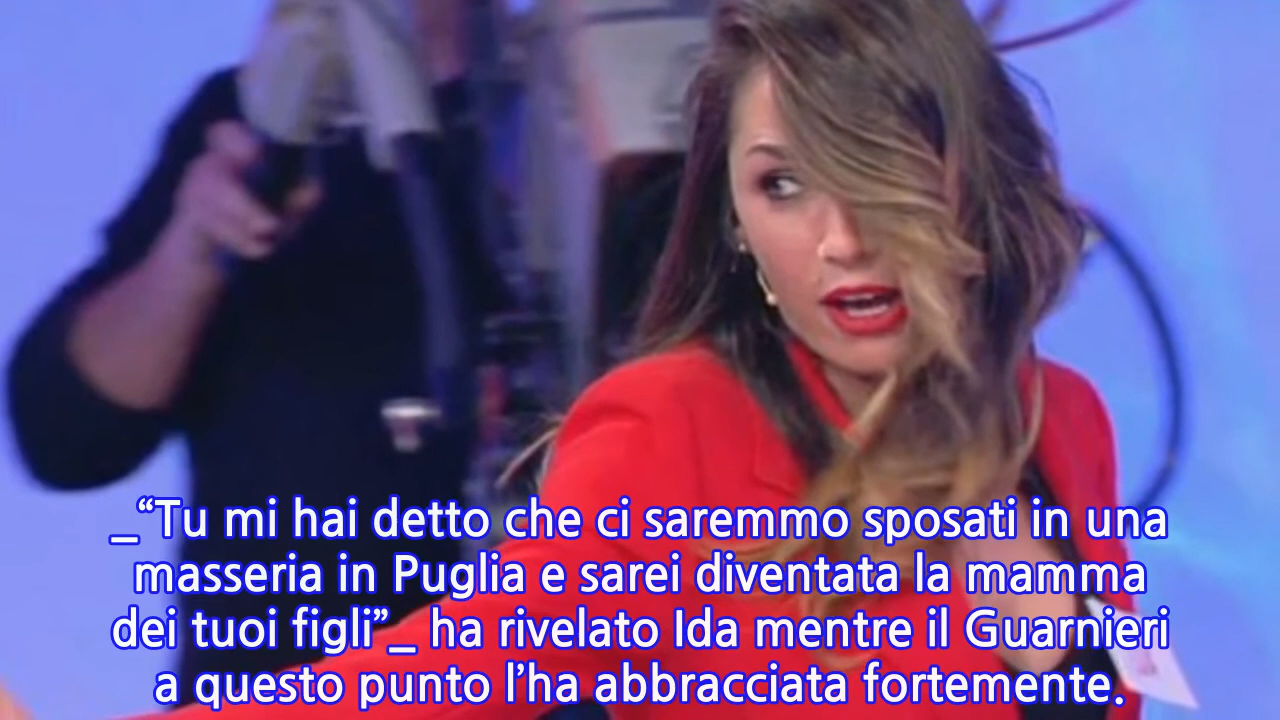 _“Tu mi hai detto che ci saremmo sposati in una
masseria in Puglia e sarei diventata la mamma
dei tuoi figli”_ ha rivelato Ida mentre il Guarnieri
a questo punto l’ha abbracciata fortemente.